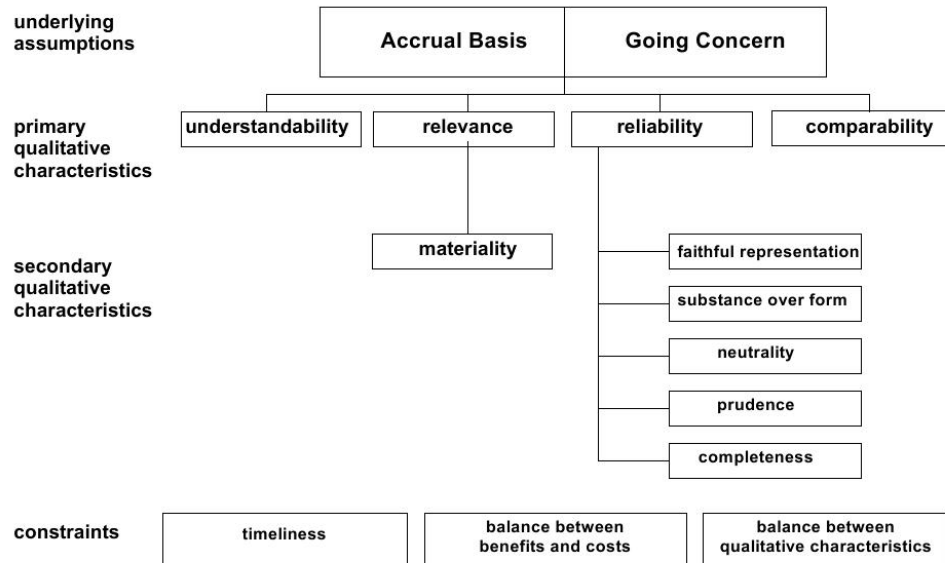 underlying
assumptions
Accrual Basis
Going Concern
primary
qualitative
characteristics
understandability
relevance
reliability
comparability
secondary
qualitative
characteristics
materiality
faithful representation
substance over form
neutrality
prudence
completeness
constraints
timeliness
balance between
benefits and costs
balance between
qualitative characteristics